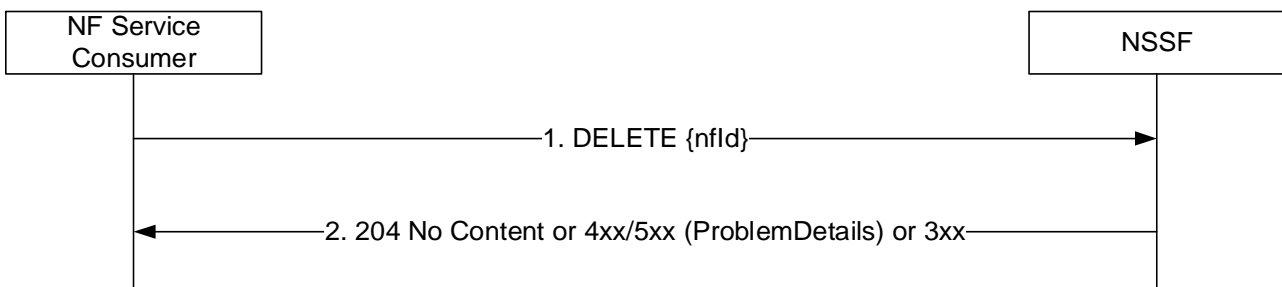 NF Service
Consumer
NSSF
1. DELETE {nfId}
2. 204 No Content or 4xx/5xx (ProblemDetails) or 3xx